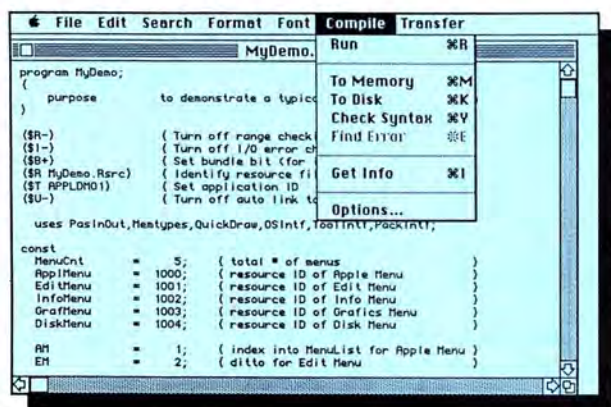 File Edit Search Format Font Compile Transfer
MyDemo.
Run ⌘R
To Memory ⌘M
To Disk ⌘K
Check Syntax ⌘Y
Find Error ⌘E
Get Info ⌘I
Options...
program MyDemo;
{
purpose to demonstrate a typica
}
{$R-} { Turn off range checki
{$I-} { Turn off I/O error ch
{$B+} { Set bundle bit (for
{$R MyDemo.Rsrc} { Identify resource fil
{$T APPLDM01} { Set application ID
{$U-} { Turn off auto link to
uses PasInOut,Memtypes,QuickDraw,OSIntf,ToolIntf,PackIntf;
const
MenuCnt = 5; { total # of menus }
ApplMenu = 1000; { resource ID of Apple Menu }
EditMenu = 1001; { resource ID of Edit Menu }
InfoMenu = 1002; { resource ID of Info Menu }
GrafMenu = 1003; { resource ID of Grafics Menu }
DiskMenu = 1004; { resource ID of Disk Menu }
AM = 1; { index into MenuList for Apple Menu }
EM = 2; { ditto for Edit Menu }